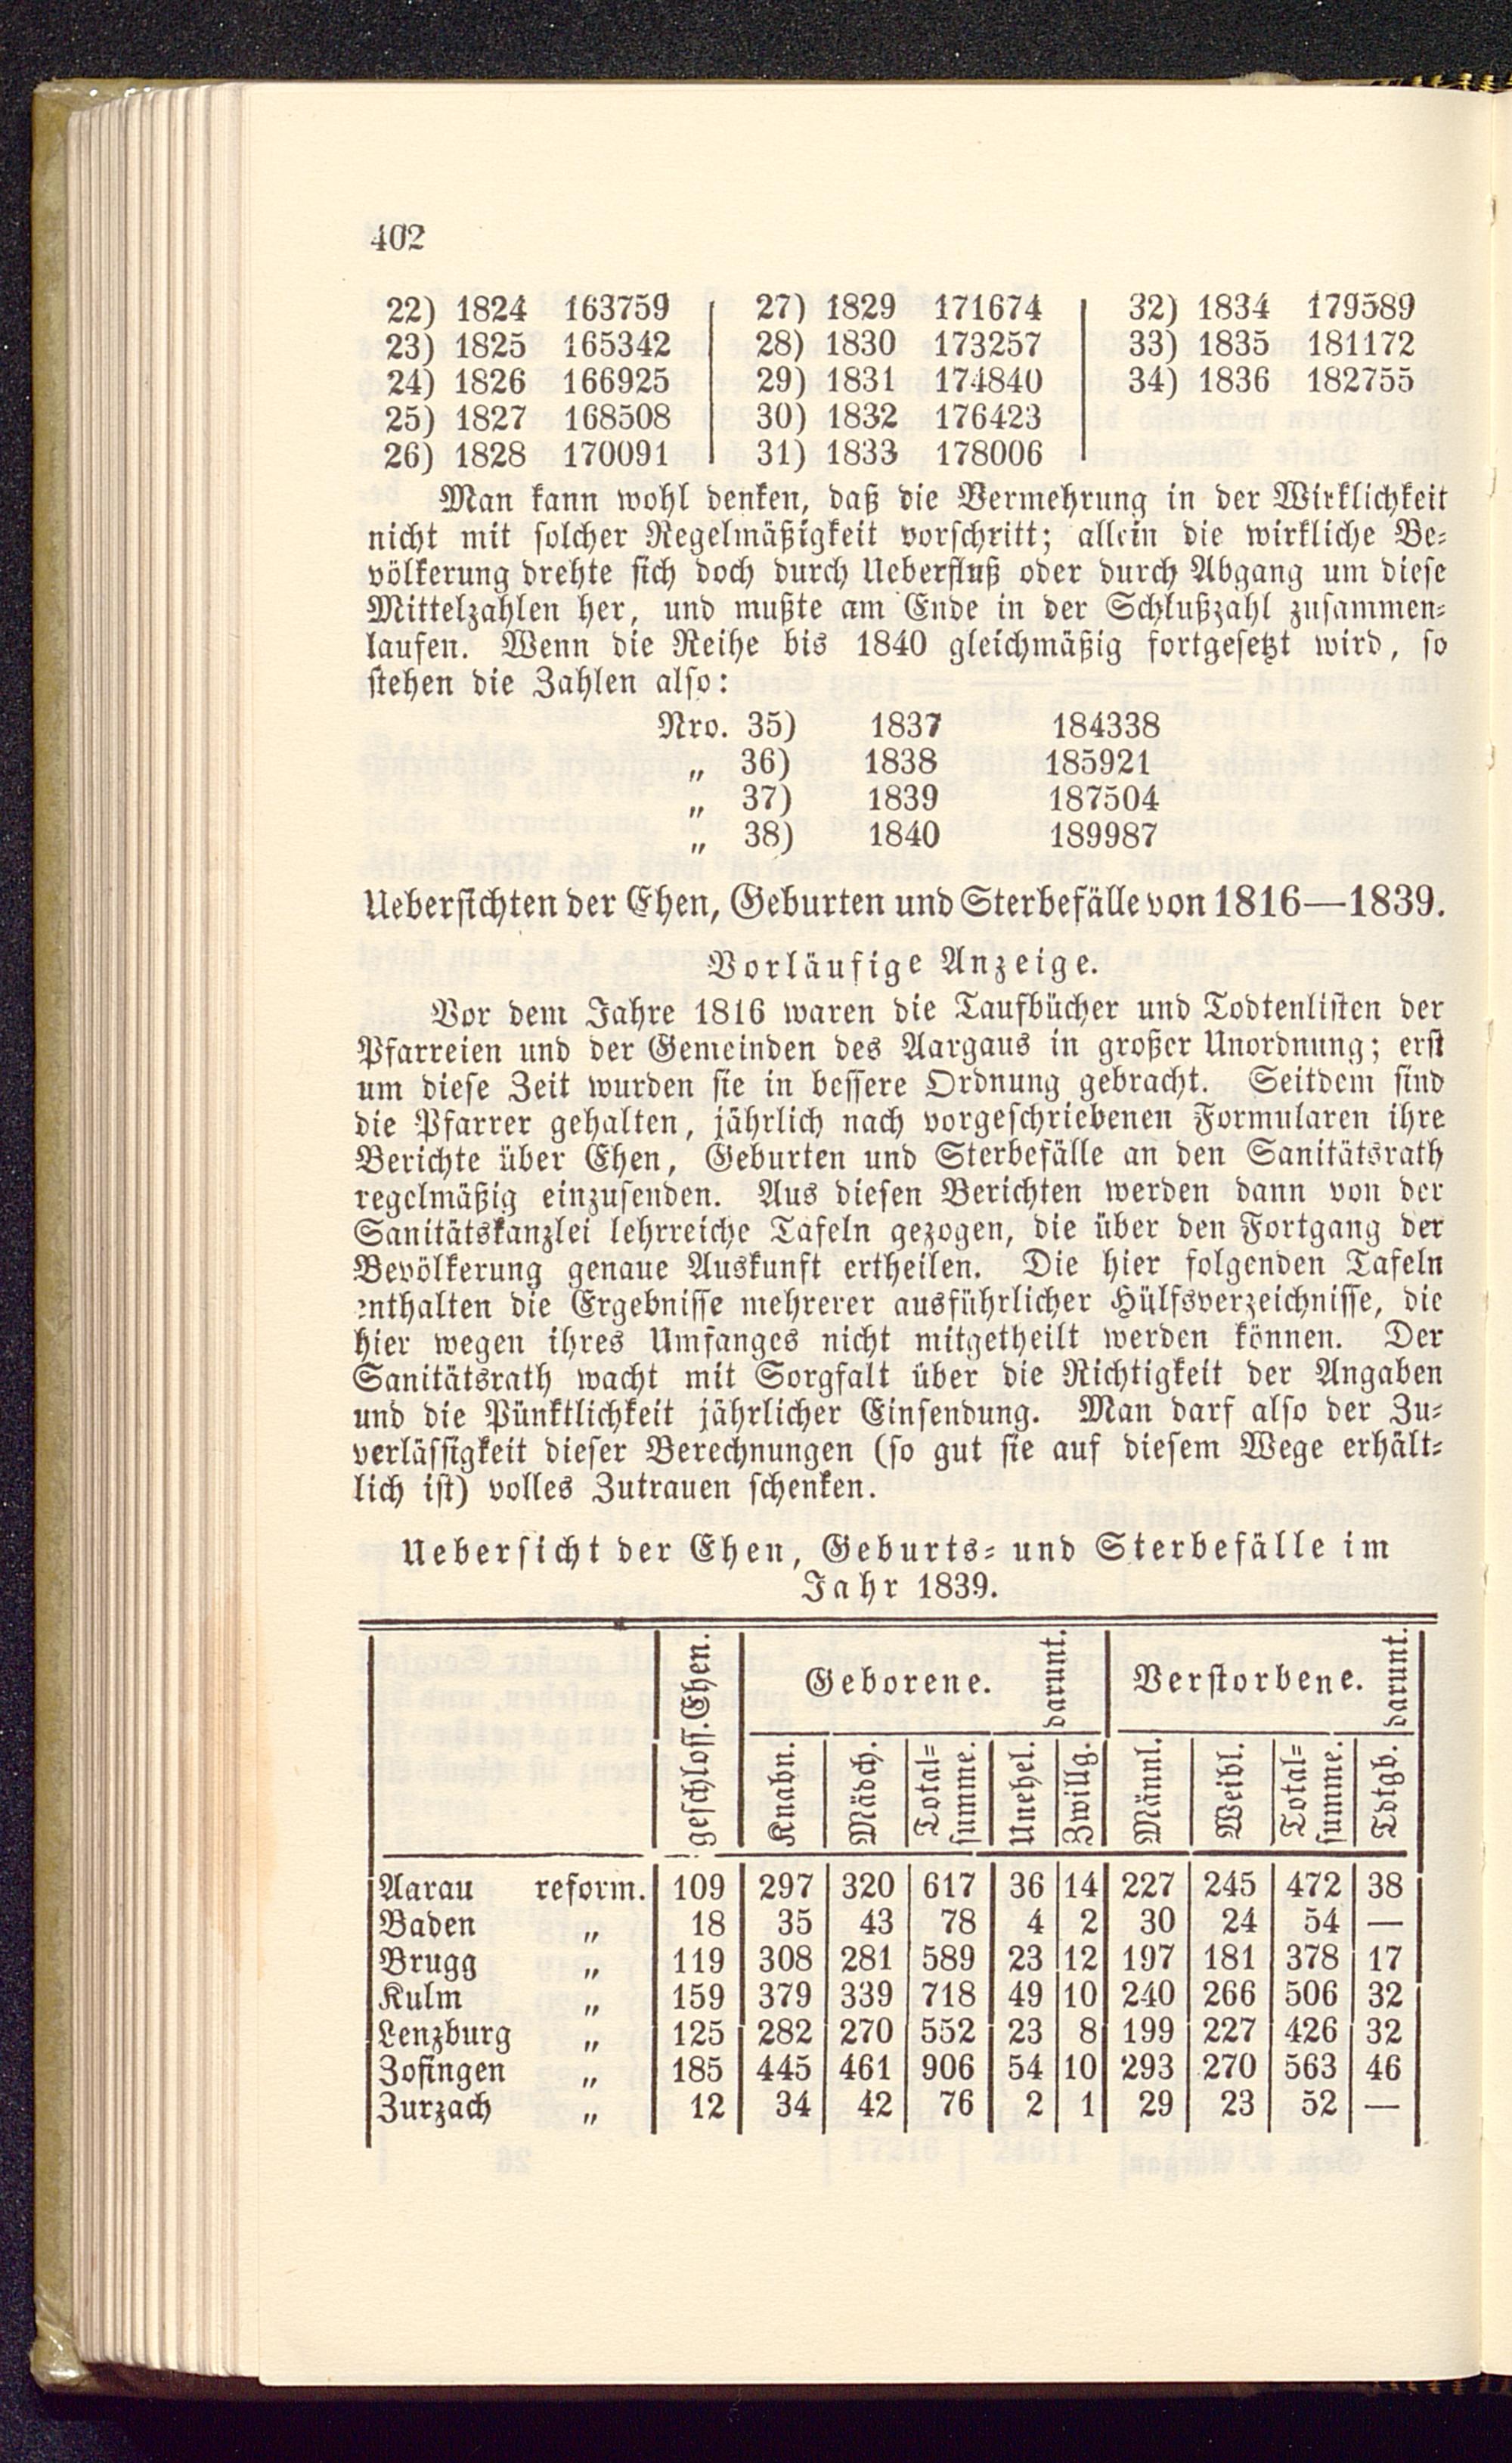 402
22) 1824 163759 27) 1829 171674 32) 1834 179589
23) 1825 165342 28) 1830 173257 33) 1835 181172
24) 1826 166925 29) 1831 174840 34) 1836 182755
25) 1827 168508 30) 1832 176423
26) 1828 170091 31) 1833 178006
Man kann wohl denken, daß die Vermehrung in der Wirklichkeit
nicht mit solcher Regelmäßigkeit vorschritt; allein die wirkliche Be-
völkerung drehte sich doch durch Ueberfluß oder durch Abgang um diese
Mittelzahlen her, und mußte am Ende in der Schlußzahl zusammen-
laufen. Wenn die Reihe bis 1840 gleichmäßig fortgesetzt wird, so
stehen die Zahlen also:
Nro. 35) 1837 184338
„ 36) 1838 185921
„ 37) 1839 187504
„ 38) 1840 189987
Uebersichten der Ehen, Geburten und Sterbefälle von 1816—1839.
Vorläufige Anzeige.
Vor dem Jahre 1816 waren die Taufbücher und Todtenlisten der
Pfarreien und der Gemeinden des Aargaus in großer Unordnung; erst
um diese Zeit wurden sie in bessere Ordnung gebracht. Seitdem sind
die Pfarrer gehalten, jährlich nach vorgeschriebenen Formularen ihre
Berichte über Ehen, Geburten und Sterbefälle an den Sanitätsrath
regelmäßig einzusenden. Aus diesen Berichten werden dann von der
Sanitätskanzlei lehrreiche Tafeln gezogen, die über den Fortgang der
Bevölkerung genaue Auskunft ertheilen. Die hier folgenden Tafeln
enthalten die Ergebnisse mehrerer ausführlicher Hülfsverzeichnisse, die
hier wegen ihres Umfanges nicht mitgetheilt werden können. Der
Sanitätsrath wacht mit Sorgfalt über die Richtigkeit der Angaben
und die Pünktlichkeit jährlicher Einsendung. Man darf also der Zu-
verlässigkeit dieser Berechnungen (so gut sie auf diesem Wege erhält-
lich ist) volles Zutrauen schenken.
Uebersicht der Ehen, Geburts- und Sterbefälle im
Jahr 1839.
geschloss. Ehen. Geborene. darunt. Verstorbene. darunt.
Knabn. Mädch. Total-summe. Unehel. Zwillg. Männl. Weibl. Total-summe. Tdtgb.
Aarau reform. 109 297 320 617 36 14 227 245 472 38
Baden „ 18 35 43 78 4 2 30 24 54 —
Brugg „ 119 308 281 589 23 12 197 181 378 17
Kulm „ 159 379 339 718 49 10 240 266 506 32
Lenzburg „ 125 282 270 552 23 8 199 227 426 32
Zofingen „ 185 445 461 906 54 10 293 270 563 46
Zurzach „ 12 34 42 76 2 1 29 23 52 —